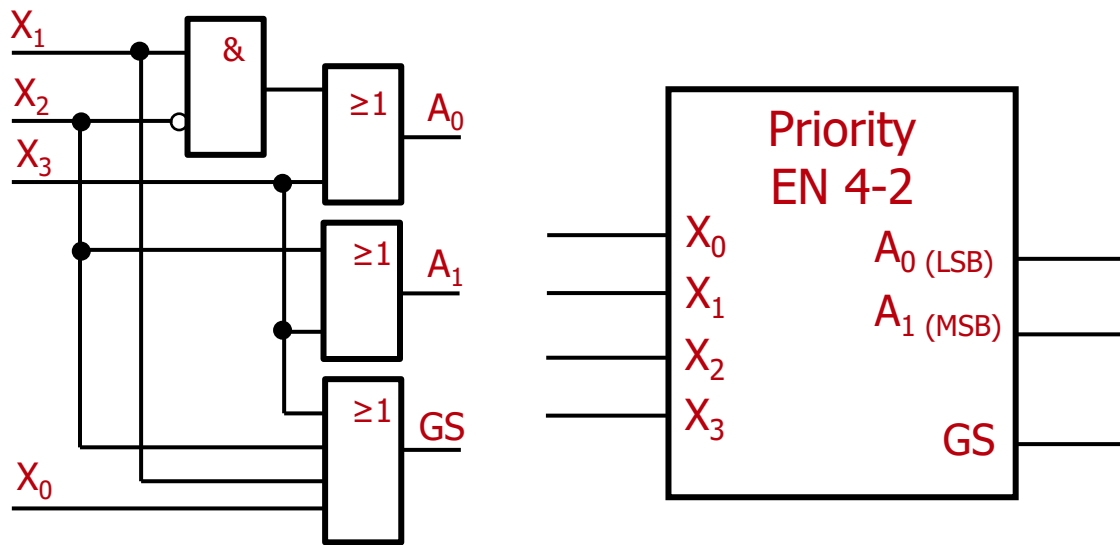 X₁
&
X₂
≥1
A₀
X₃
≥1
A₁
≥1
GS
X₀
Priority
EN 4-2
X₀
A₀ (LSB)
X₁
A₁ (MSB)
X₂
X₃
GS